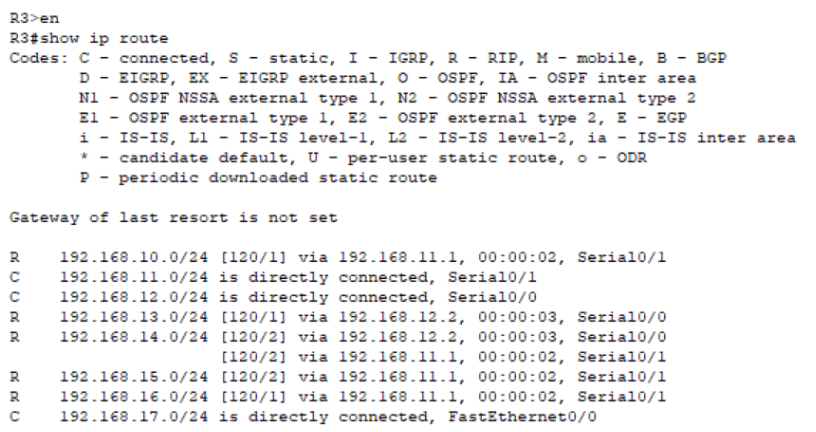 R3>en
R3#show ip route
Codes: C - connected, S - static, I - IGRP, R - RIP, M - mobile, B - BGP
       D - EIGRP, EX - EIGRP external, O - OSPF, IA - OSPF inter area
       N1 - OSPF NSSA external type 1, N2 - OSPF NSSA external type 2
       E1 - OSPF external type 1, E2 - OSPF external type 2, E - EGP
       i - IS-IS, L1 - IS-IS level-1, L2 - IS-IS level-2, ia - IS-IS inter area
       * - candidate default, U - per-user static route, o - ODR
       P - periodic downloaded static route

Gateway of last resort is not set

R    192.168.10.0/24 [120/1] via 192.168.11.1, 00:00:02, Serial0/1
C    192.168.11.0/24 is directly connected, Serial0/1
C    192.168.12.0/24 is directly connected, Serial0/0
R    192.168.13.0/24 [120/1] via 192.168.12.2, 00:00:03, Serial0/0
R    192.168.14.0/24 [120/2] via 192.168.12.2, 00:00:03, Serial0/0
                     [120/2] via 192.168.11.1, 00:00:02, Serial0/1
R    192.168.15.0/24 [120/2] via 192.168.11.1, 00:00:02, Serial0/1
R    192.168.16.0/24 [120/1] via 192.168.11.1, 00:00:02, Serial0/1
C    192.168.17.0/24 is directly connected, FastEthernet0/0